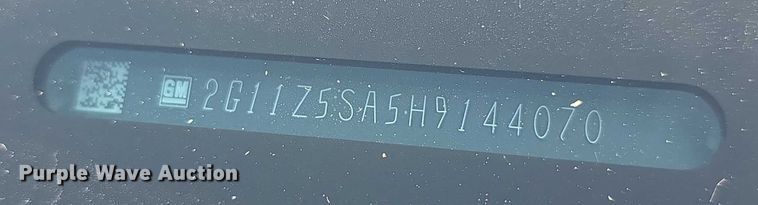 GM 2G11Z5SA5H9144070
Purple Wave Auction